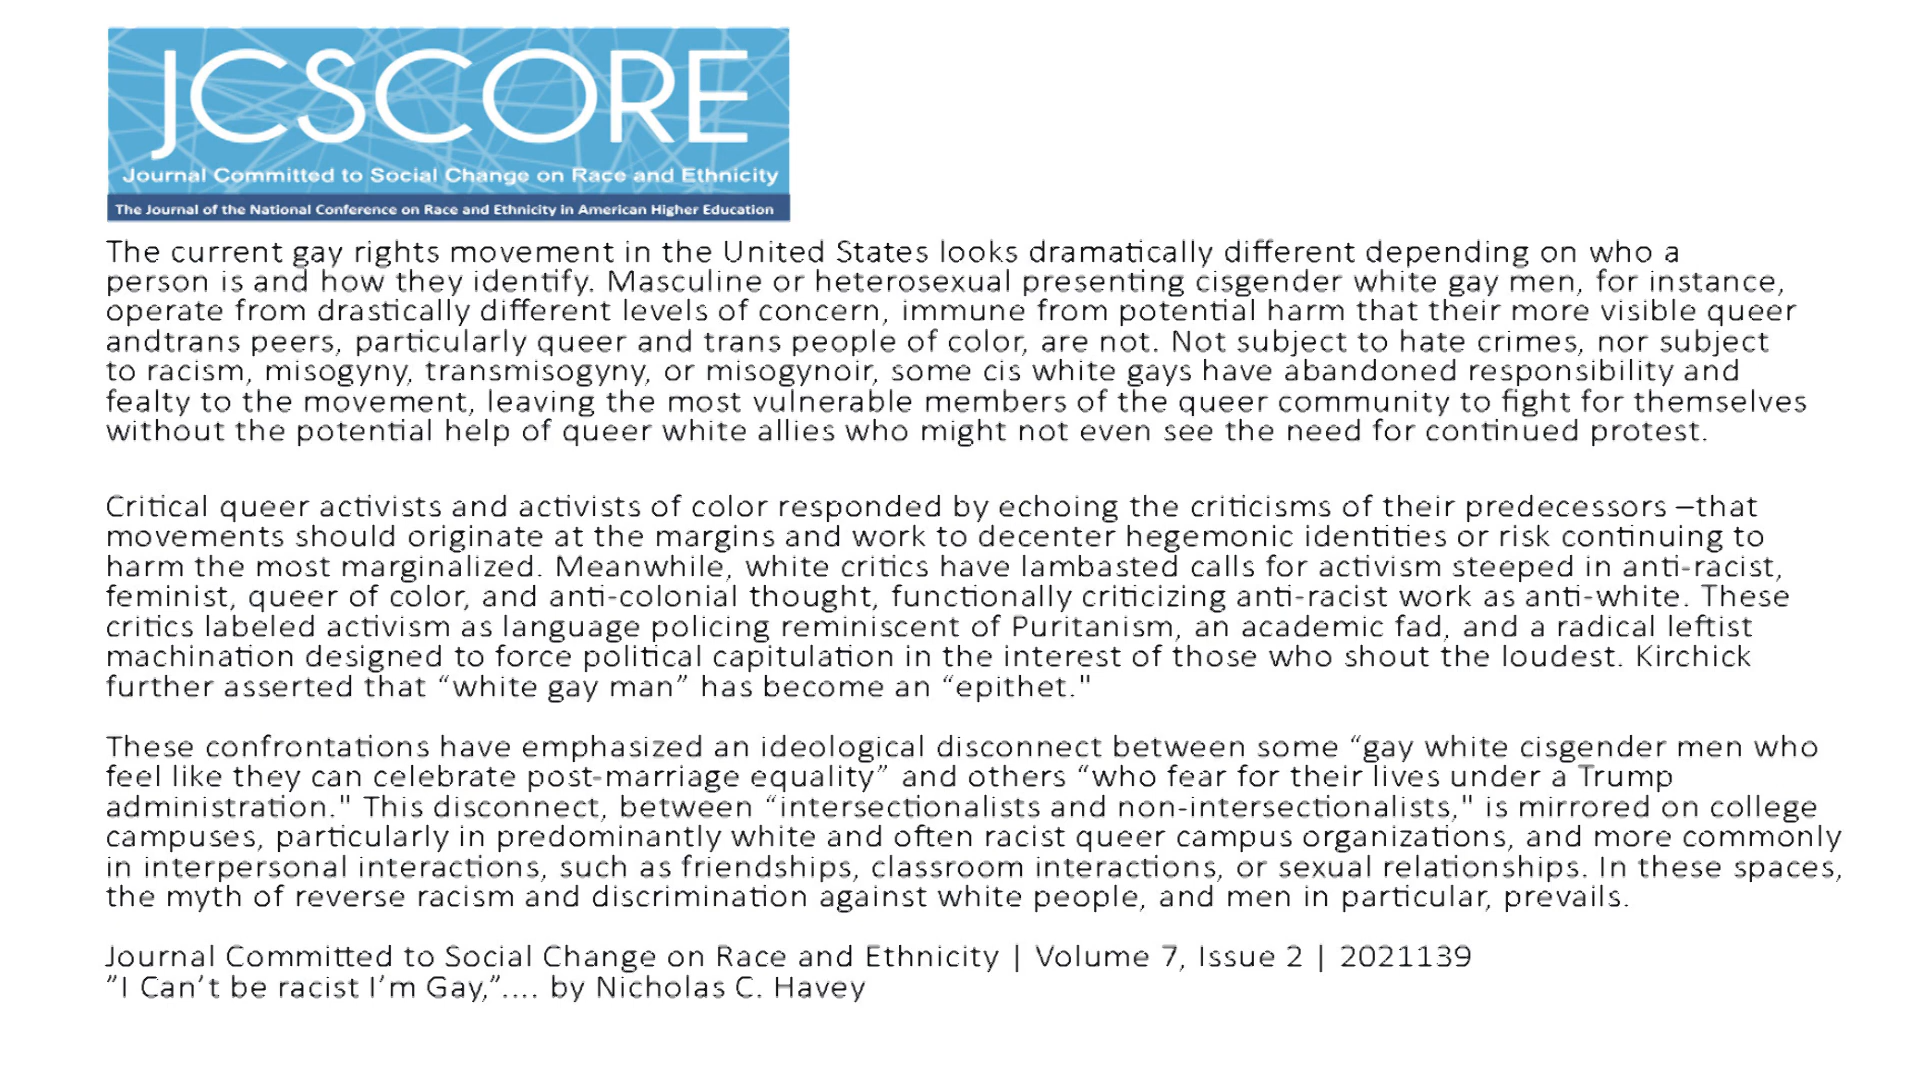 JCSCORE
Journal Committed to Social Change on Race and Ethnicity
The Journal of the National Conference on Race and Ethnicity in American Higher Education
The current gay rights movement in the United States looks dramatically different depending on who a
person is and how they identify. Masculine or heterosexual presenting cisgender white gay men, for instance,
operate from drastically different levels of concern, immune from potential harm that their more visible queer
andtrans peers, particularly queer and trans people of color, are not. Not subject to hate crimes, nor subject
to racism, misogyny, transmisogyny, or misogynoir, some cis white gays have abandoned responsibility and
fealty to the movement, leaving the most vulnerable members of the queer community to fight for themselves
without the potential help of queer white allies who might not even see the need for continued protest.
Critical queer activists and activists of color responded by echoing the criticisms of their predecessors –that
movements should originate at the margins and work to decenter hegemonic identities or risk continuing to
harm the most marginalized. Meanwhile, white critics have lambasted calls for activism steeped in anti-racist,
feminist, queer of color, and anti-colonial thought, functionally criticizing anti-racist work as anti-white. These
critics labeled activism as language policing reminiscent of Puritanism, an academic fad, and a radical leftist
machination designed to force political capitulation in the interest of those who shout the loudest. Kirchick
further asserted that “white gay man” has become an “epithet."
These confrontations have emphasized an ideological disconnect between some “gay white cisgender men who
feel like they can celebrate post-marriage equality” and others “who fear for their lives under a Trump
administration." This disconnect, between “intersectionalists and non-intersectionalists," is mirrored on college
campuses, particularly in predominantly white and often racist queer campus organizations, and more commonly
in interpersonal interactions, such as friendships, classroom interactions, or sexual relationships. In these spaces,
the myth of reverse racism and discrimination against white people, and men in particular, prevails.
Journal Committed to Social Change on Race and Ethnicity | Volume 7, Issue 2 | 2021139
”I Can’t be racist I’m Gay,”.... by Nicholas C. Havey